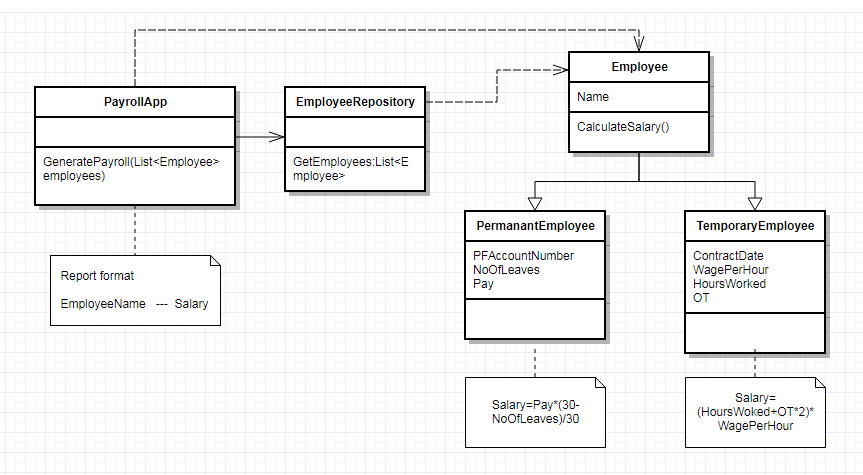 PayrollApp
GeneratePayroll(List<Employee>
employees)
EmployeeRepository
GetEmployees:List<E
mployee>
Employee
Name
CalculateSalary()
PermanantEmployee
PFAccountNumber
NoOfLeaves
Pay
TemporaryEmployee
ContractDate
WagePerHour
HoursWorked
OT
Report format
EmployeeName --- Salary
Salary=Pay*(30-
NoOfLeaves)/30
Salary=
(HoursWoked+OT*2)*
WagePerHour